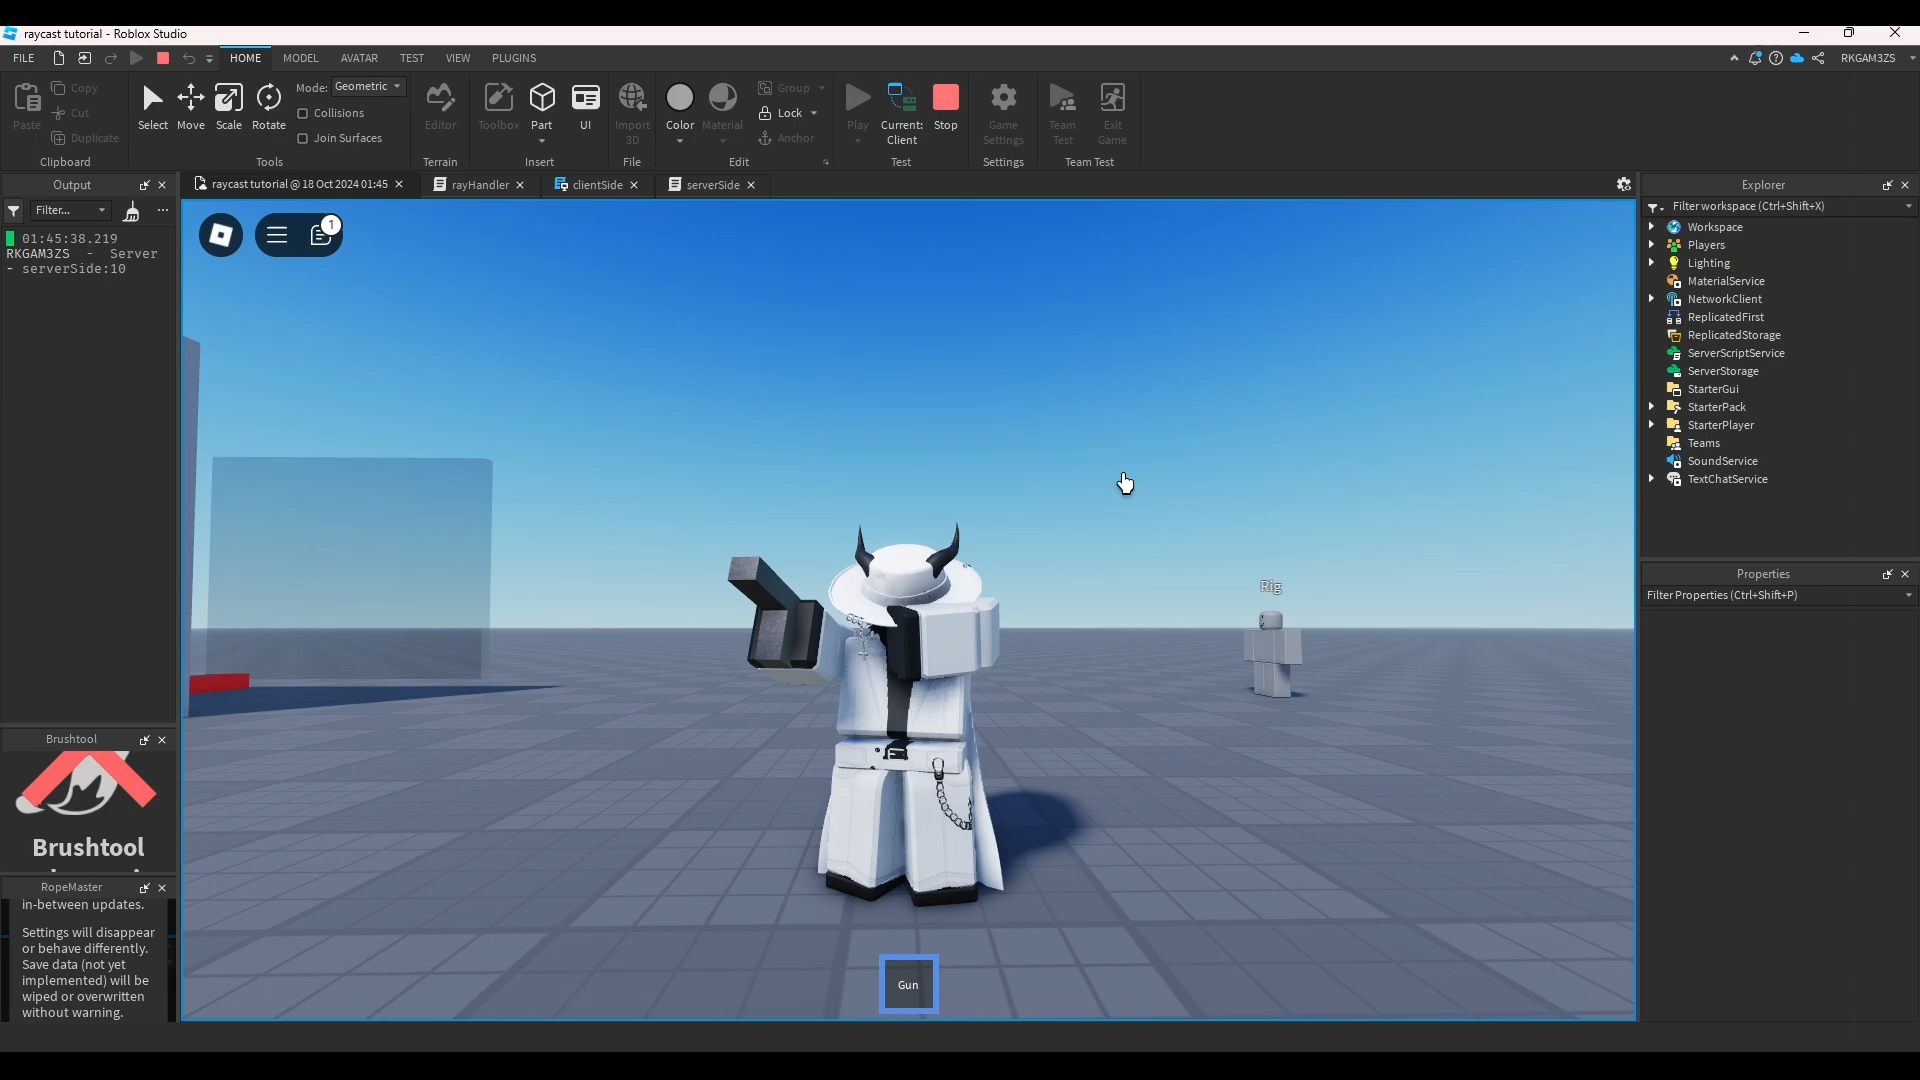 raycast tutorial - Roblox Studio
FILE HOME MODEL AVATAR TEST VIEW PLUGINS RKGAM3ZS
Paste Copy Cut Duplicate
Clipboard
Select Move Scale Rotate
Mode: Geometric
Collisions
Join Surfaces
Tools
Editor
Terrain
Toolbox Part UI
Insert
Import
3D
File
Color Material Group Lock Anchor
Edit
Play Current:
Client Stop
Test
Game
Settings
Settings
Team
Test Exit
Game
Team Test
Output
Filter...
01:45:38.219
RKGAM3ZS - Server
- serverSide:10
Brushtool
Brushtool
RopeMaster
in-between updates.
Settings will disappear
or behave differently.
Save data (not yet
implemented) will be
wiped or overwritten
without warning.
raycast tutorial @ 18 Oct 2024 01:45 rayHandler clientSide serverSide
1
Rig
Gun
Explorer
Filter workspace (Ctrl+Shift+X)
Workspace
Players
Lighting
MaterialService
NetworkClient
ReplicatedFirst
ReplicatedStorage
ServerScriptService
ServerStorage
StarterGui
StarterPack
StarterPlayer
Teams
SoundService
TextChatService
Properties
Filter Properties (Ctrl+Shift+P)